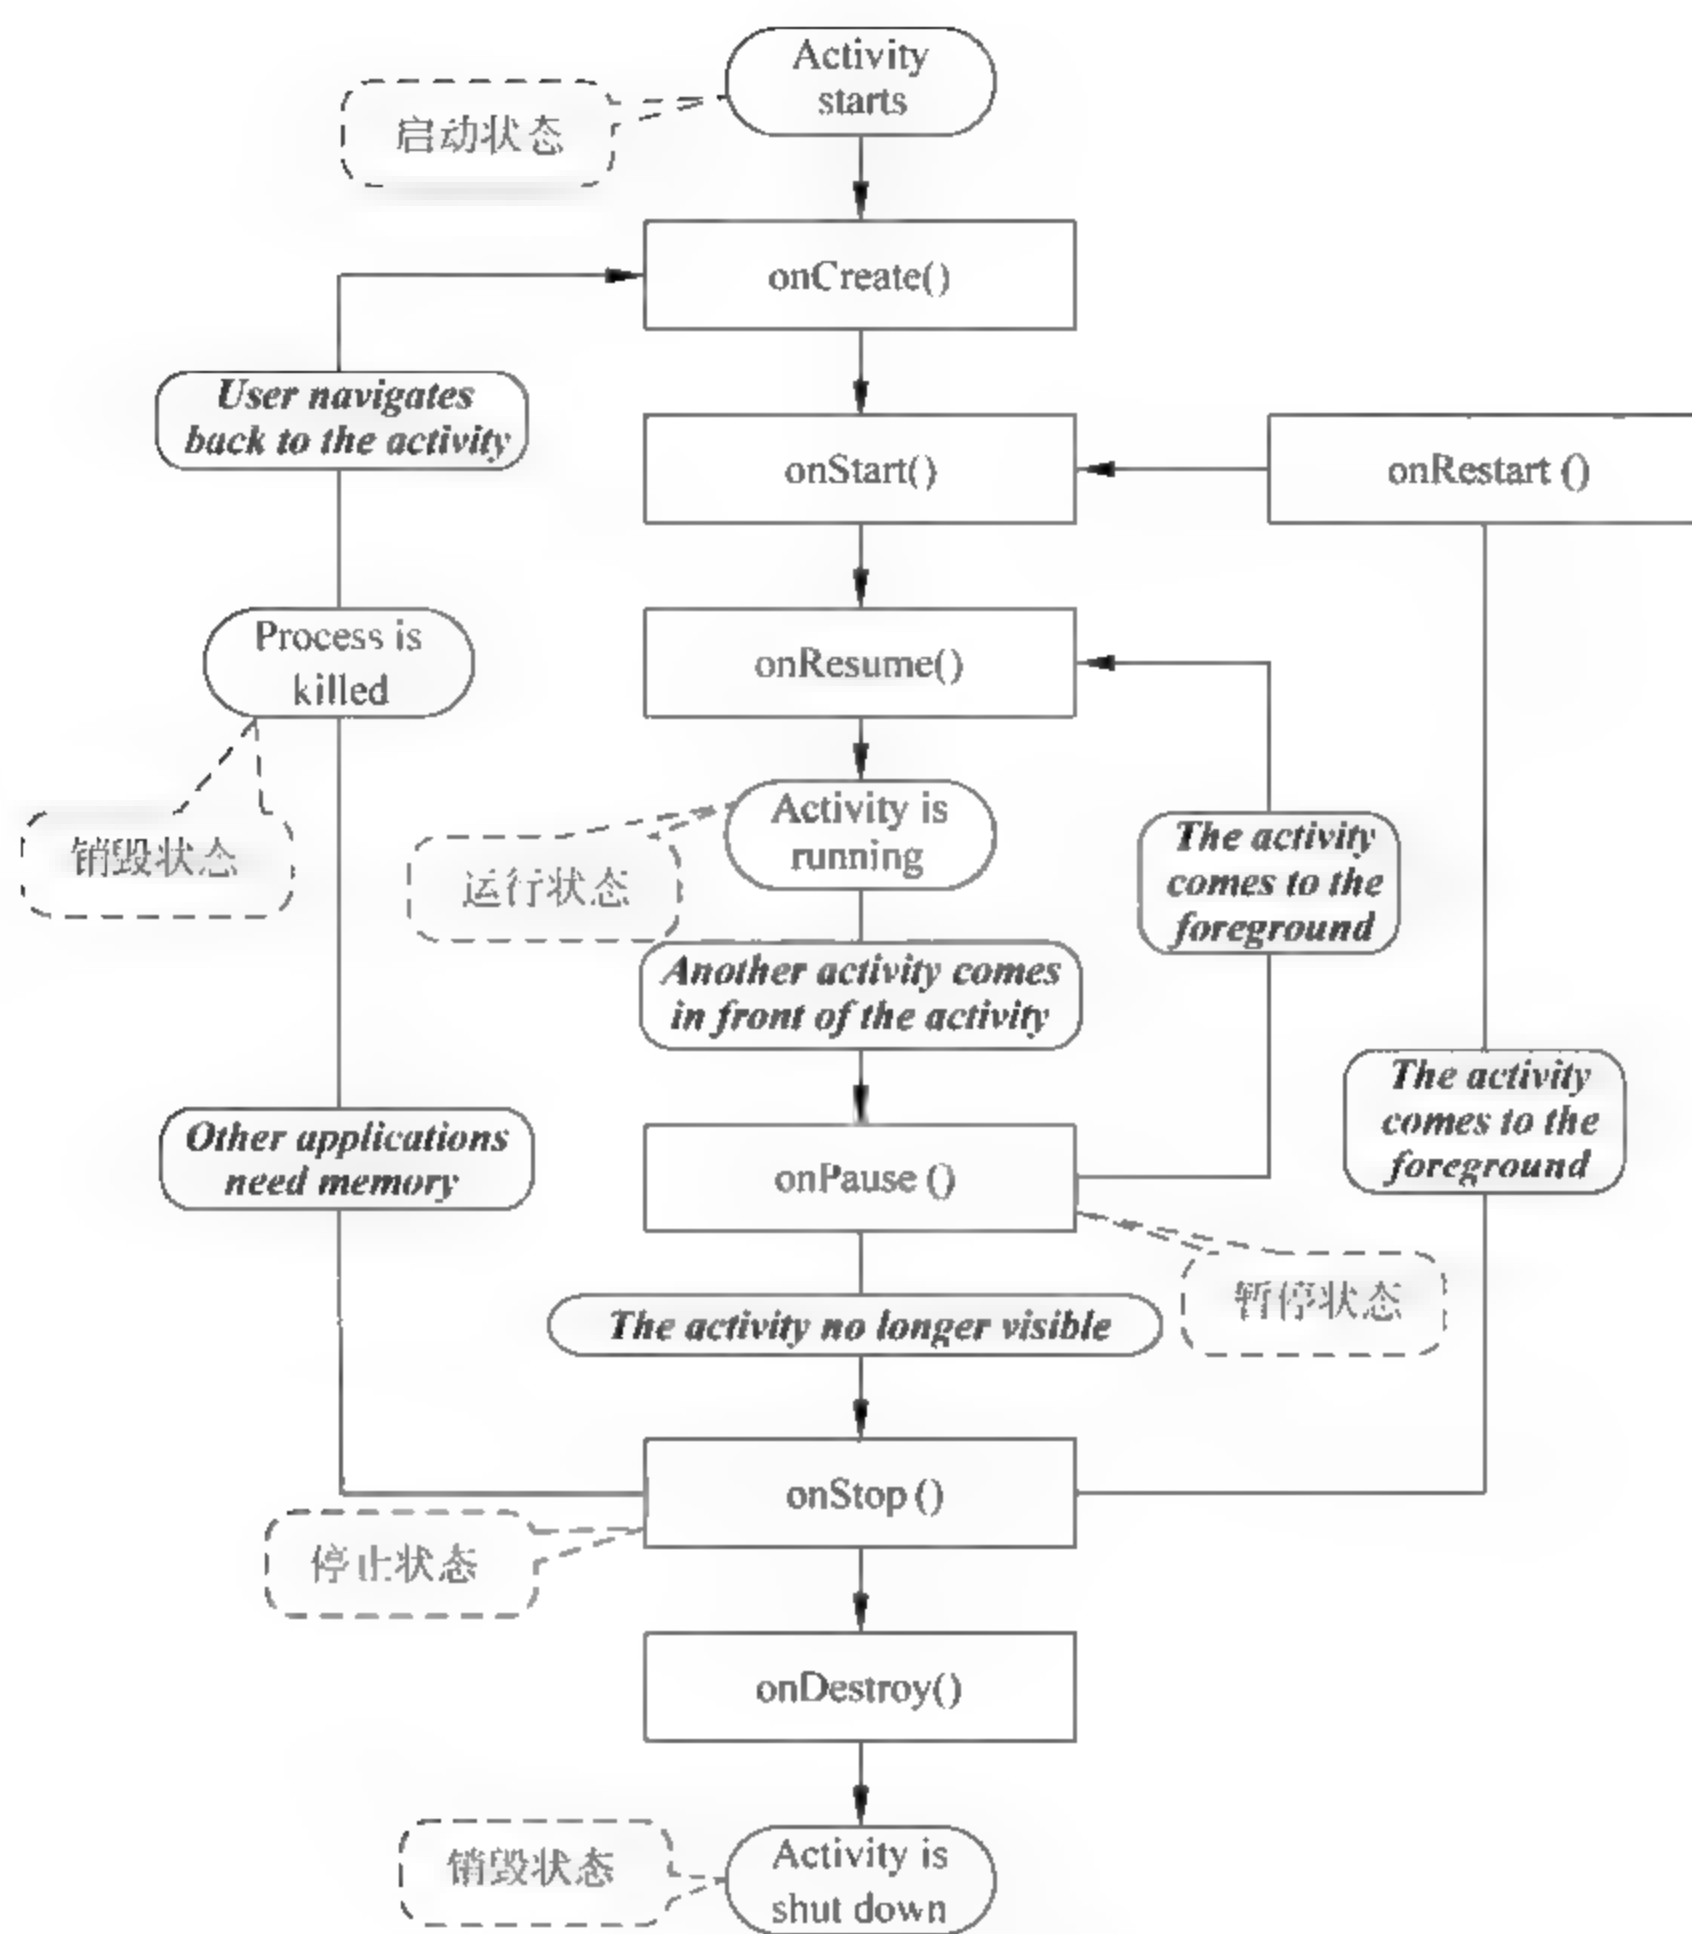 Activity
starts
启动状态
onCreate()
User navigates
back to the activity
onStart()
onRestart ()
Process is
killed
onResume()
销毁状态
运行状态
Activity is
running
The activity
comes to the
foreground
Another activity comes
in front of the activity
The activity
comes to the
foreground
Other applications
need memory
onPause ()
暂停状态
The activity no longer visible
onStop ()
停止状态
onDestroy()
销毁状态
Activity is
shut down